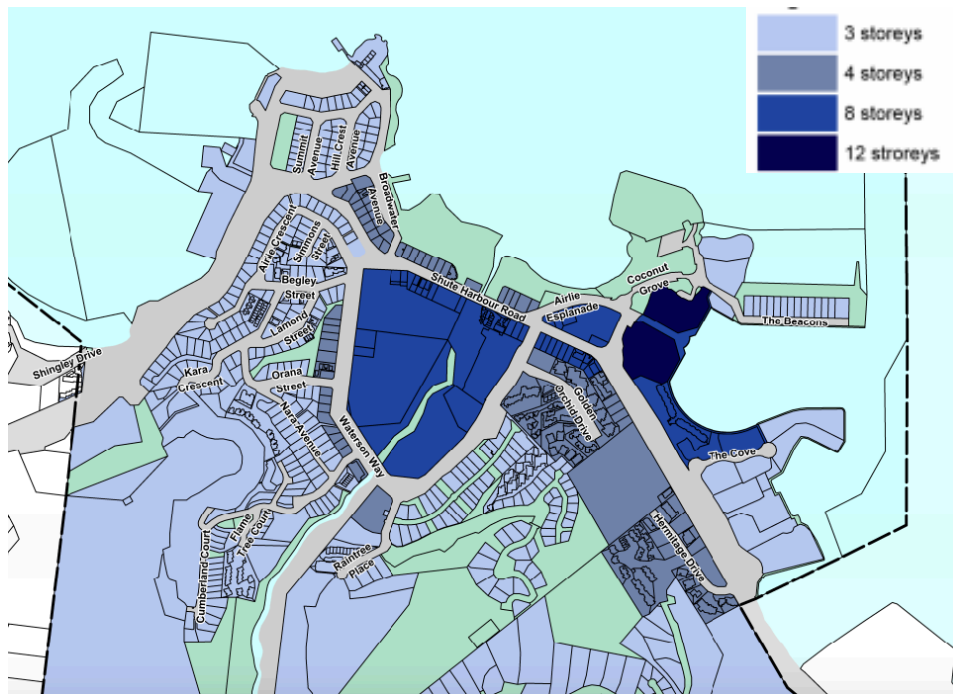 3 storeys
4 storeys
8 storeys
12 stroreys
Summit
Avenue
Hill Crest
Avenue
Broadwater
Avenue
Airlie Crescent
Simmons
Street
Begley
Street
Lamond
Street
Shute Harbour Road
Airlie
Esplanade
Coconut
Grove
The Beacons
Shingley Drive
Kara
Crescent
Orana
Street
Nara Avenue
Waterson Way
Golden
Orchid Drive
The Cove
Flame
Tree Court
Cumberland Court
Raintree
Place
Hermitage Drive